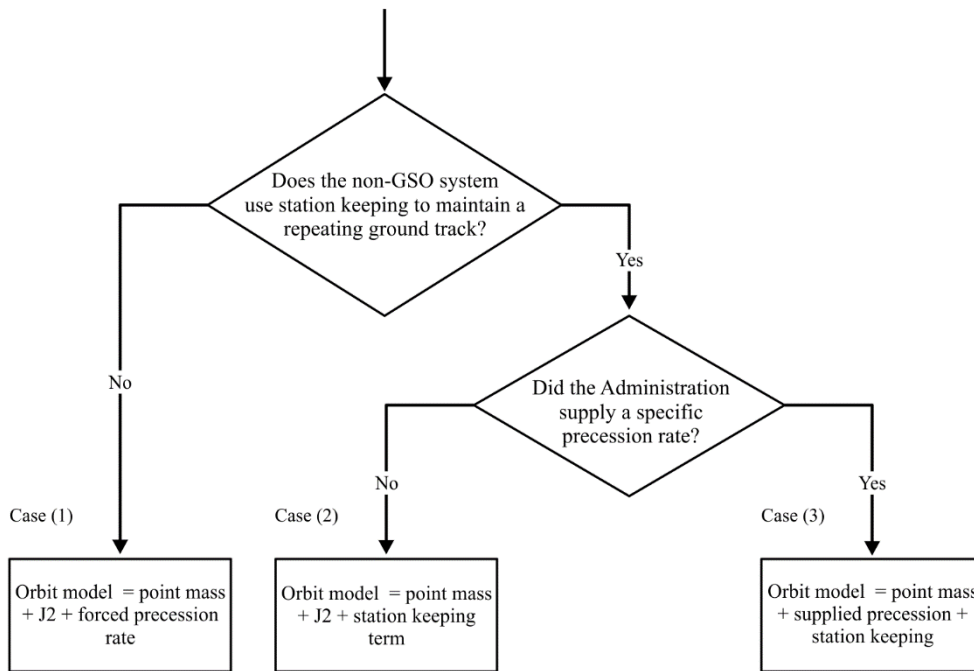 Does the non-GSO system
use station keeping to maintain a
repeating ground track?
Yes
No
Did the Administration
supply a specific
precession rate?
No
Yes
Case (1)
Case (2)
Case (3)
Orbit model = point mass
+ J2 + forced precession
rate
Orbit model = point mass
+ J2 + station keeping
term
Orbit model = point mass
+ supplied precession +
station keeping